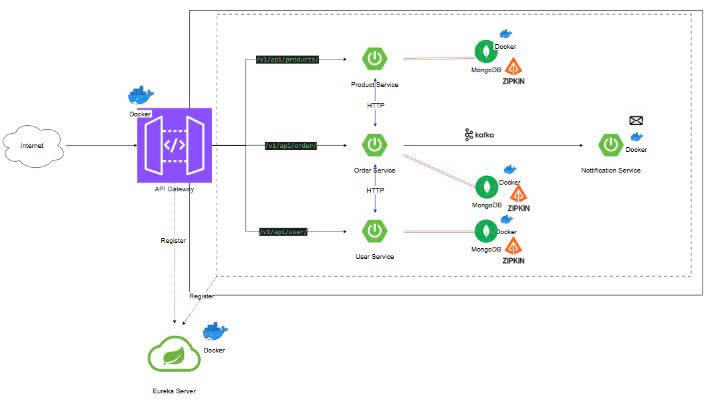 Docker
/v1/api/products/
Product Service
MongoDB
ZIPKIN
Docker
HTTP
Internet
API Gateway
/v1/api/order/
kafka
Order Service
Docker
Nottification Service
HTTP
Docker
MongoDB
ZIPKIN
/v1/api/user/
User Service
Docker
MongoDB
ZIPKIN
Register
Register
Docker
Eureka Server